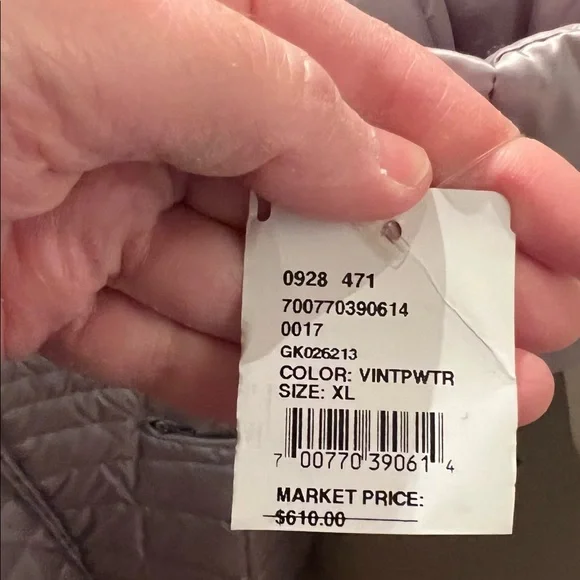 0928 471
700770390614
0017
GK026213
COLOR: VINTPWTR
SIZE: XL
7 00770 39061 4
MARKET PRICE:
$610.00